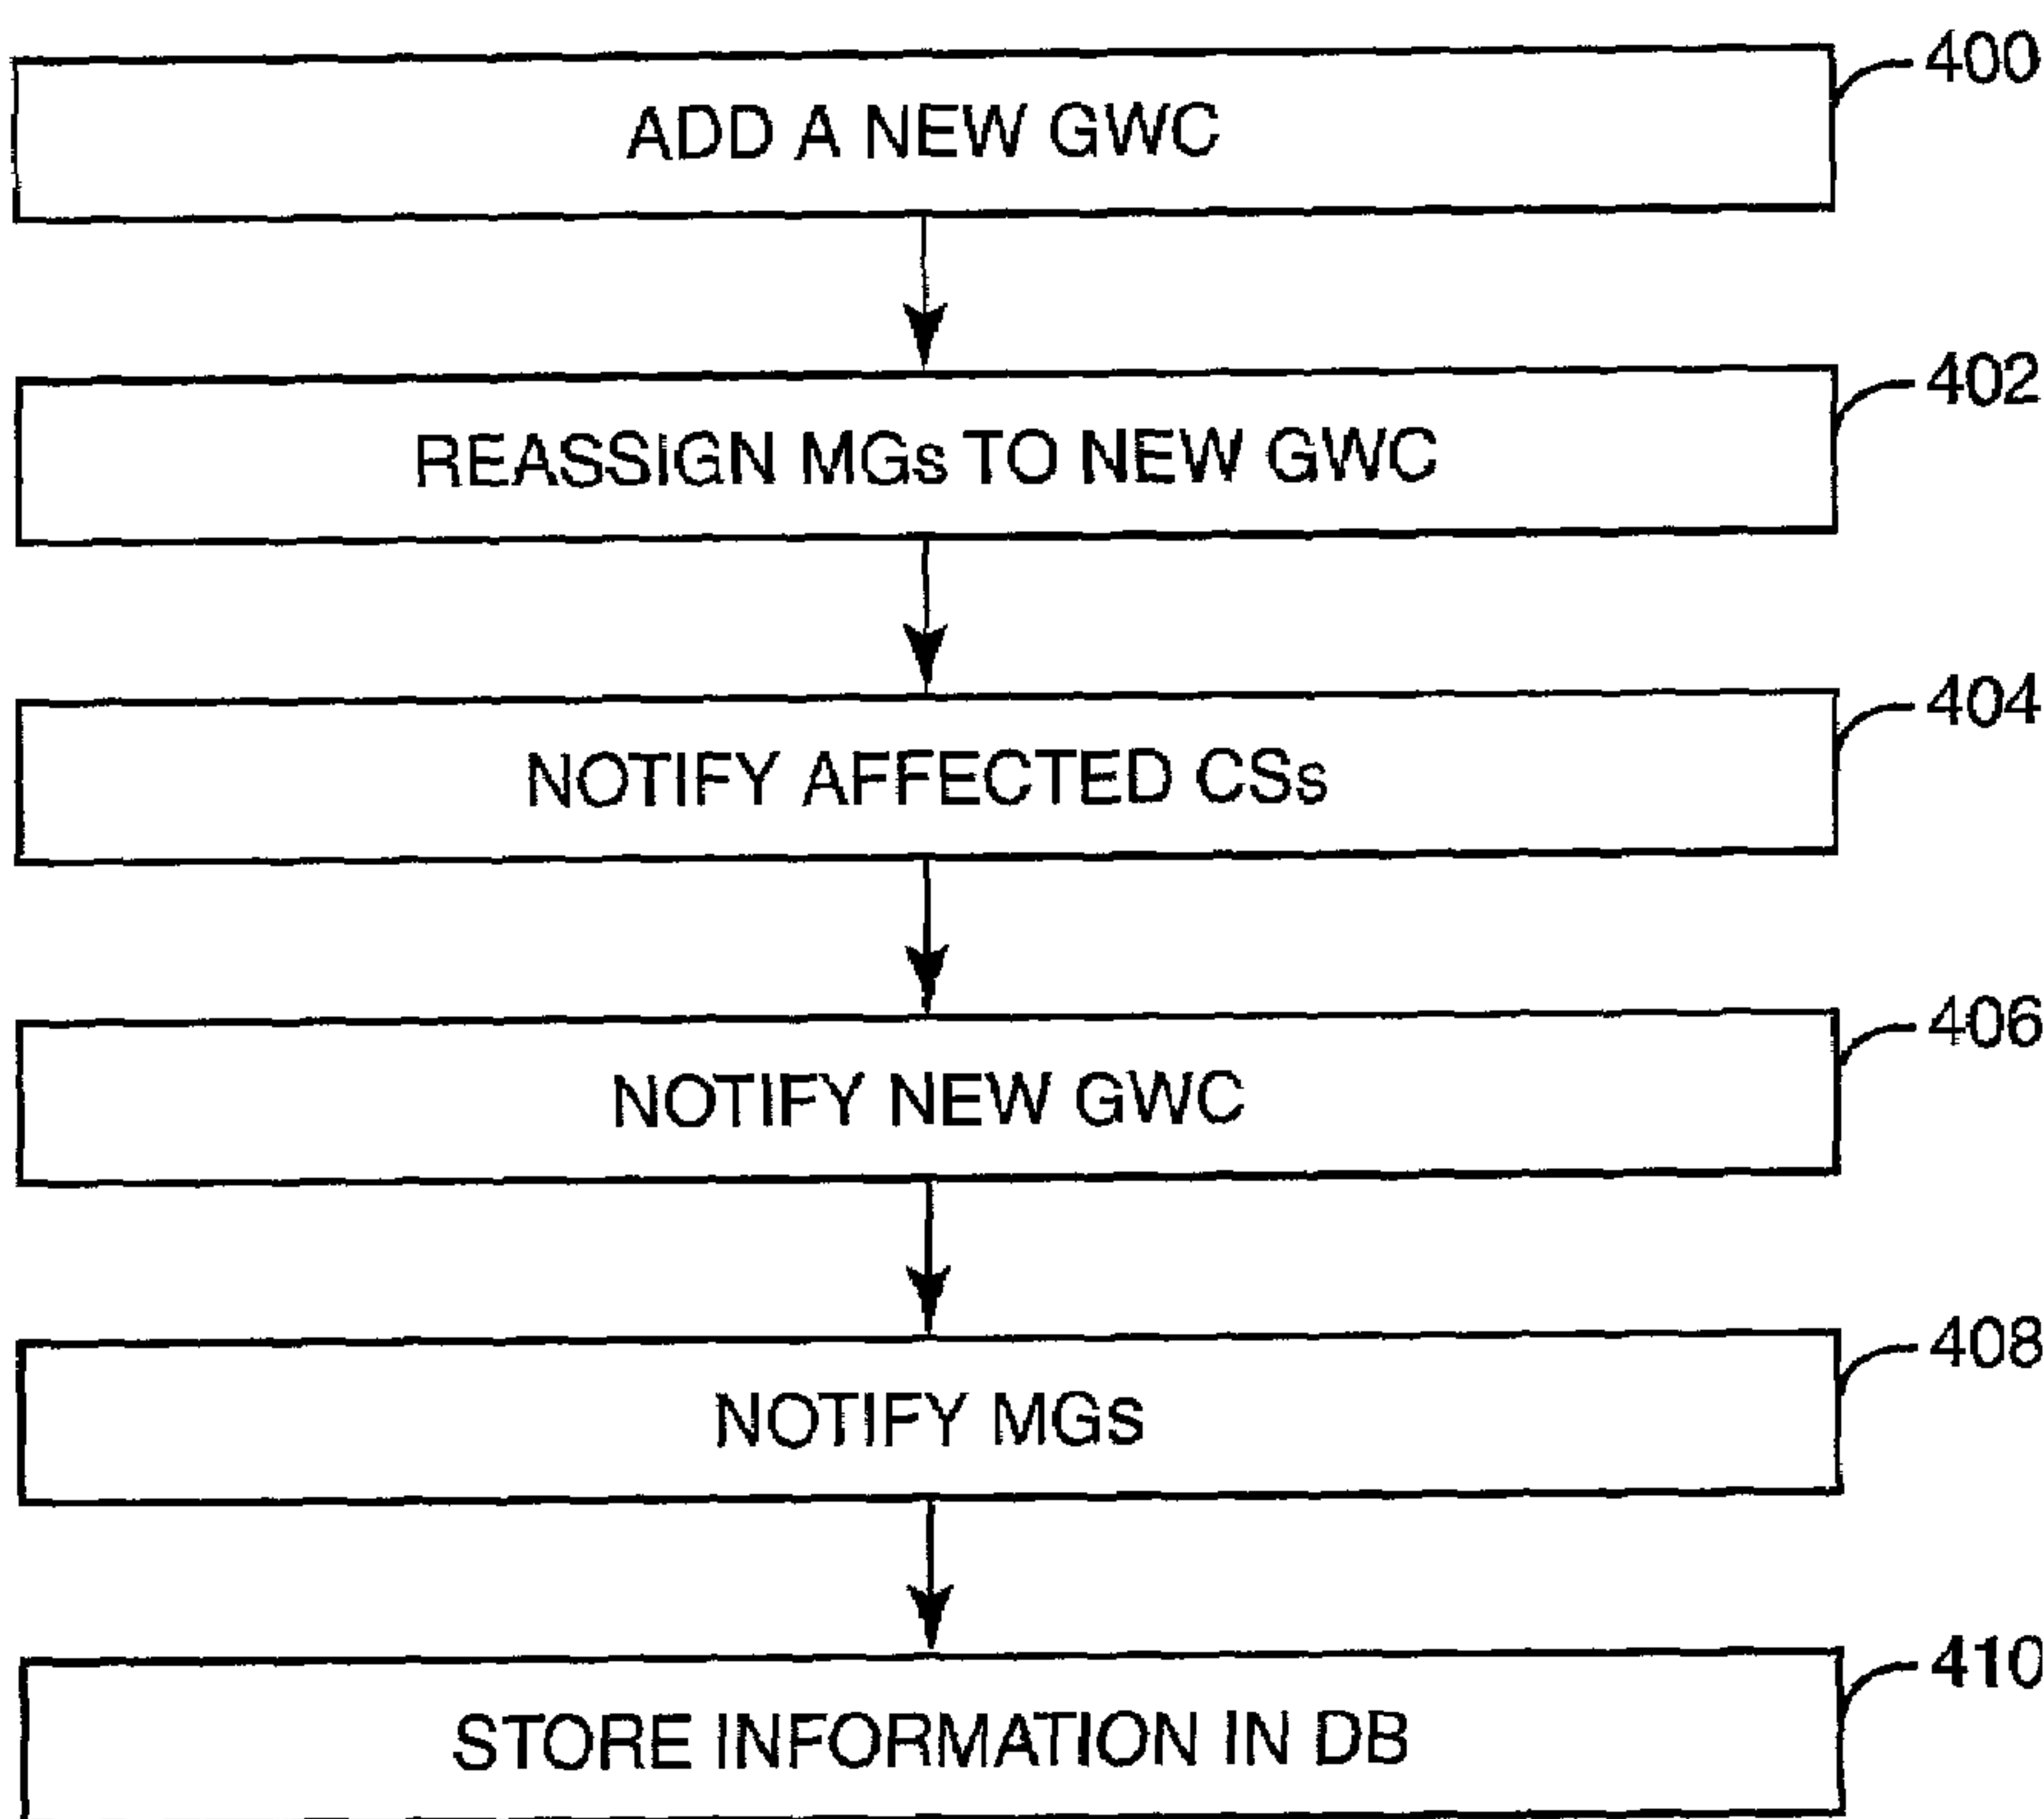 ADD A NEW GWC
400
REASSIGN MGs TO NEW GWC
402
NOTIFY AFFECTED CSs
404
NOTIFY NEW GWC
406
NOTIFY MGs
408
STORE INFORMATION IN DB
410